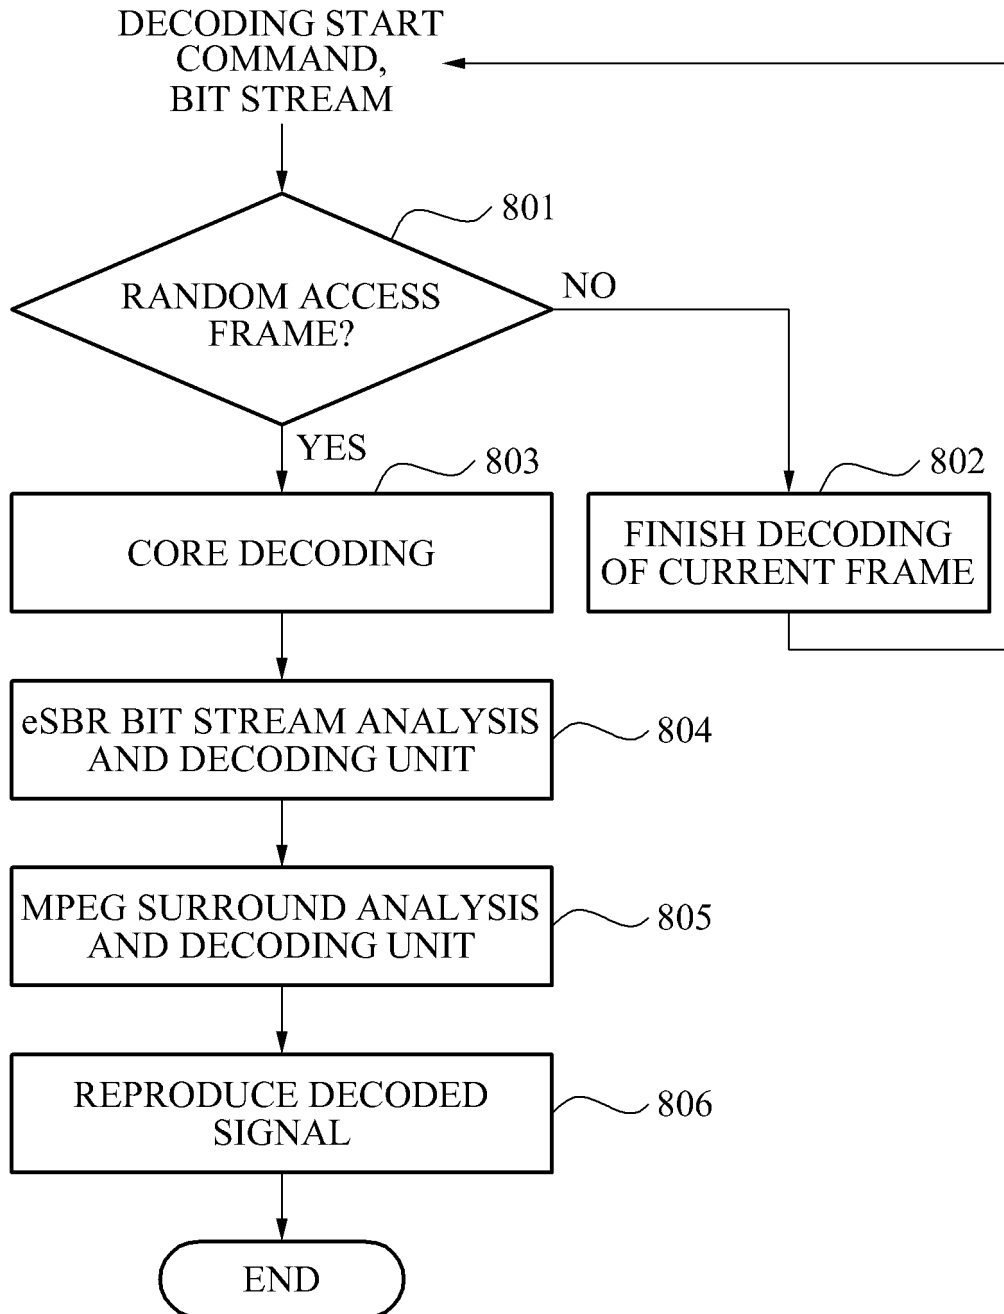 DECODING START
COMMAND,
BIT STREAM
801
RANDOM ACCESS
FRAME?
NO
YES
803
802
CORE DECODING
FINISH DECODING
OF CURRENT FRAME
eSBR BIT STREAM ANALYSIS
AND DECODING UNIT
804
MPEG SURROUND ANALYSIS
AND DECODING UNIT
805
REPRODUCE DECODED
SIGNAL
806
END